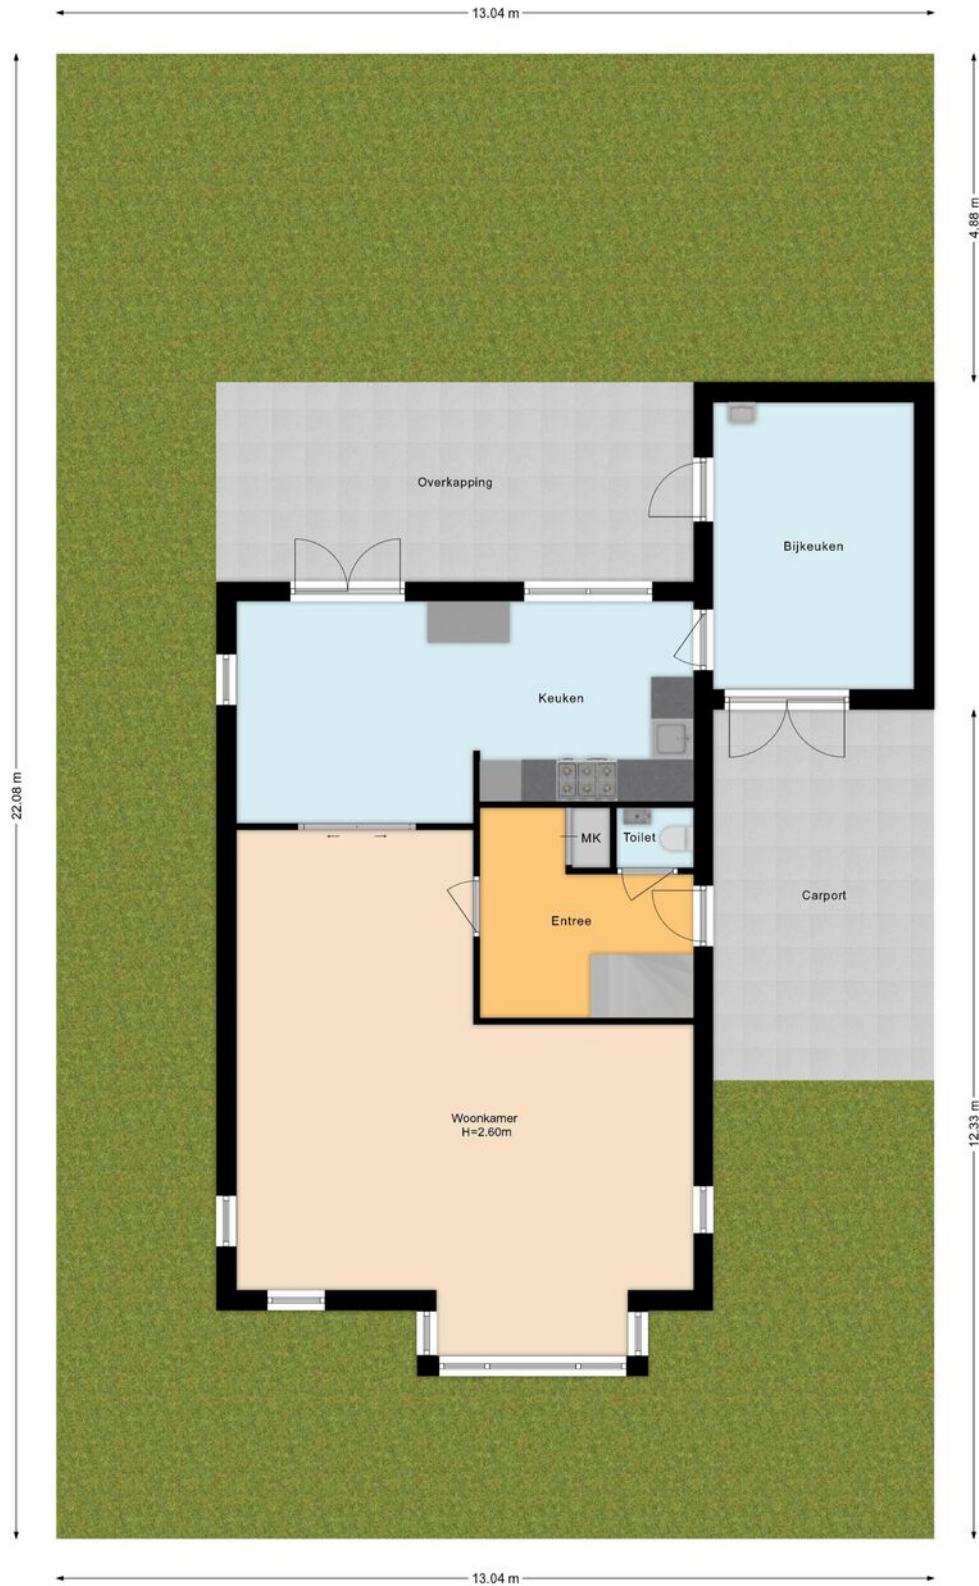 13.04 m
4.88 m
Overkapping
Bijkeuken
Keuken
22.08 m
MK
Toilet
Carport
Entree
Woonkamer
H=2.60m
12.33 m
13.04 m